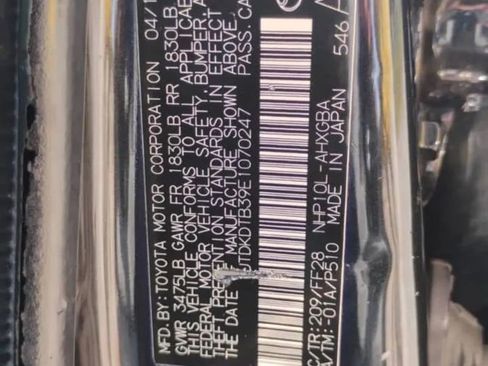 MFD. BY: TOYOTA MOTOR CORPORATION 04/1
GVWR 3475LB GAWR FR 1830LB RR 1830LB
THIS VEHICLE CONFORMS TO ALL APPLICAB
FEDERAL MOTOR VEHICLE SAFETY, BUMPER, A
THEFT PREVENTION STANDARDS IN EFFECT
THE DATE OF MANUFACTURE SHOWN ABOVE.
JTDKDTB39E1070247 PASS. CA
C/TR: 209/FF28 NHP10L-AHXGBA
A/TM: -01A/P510 MADE IN JAPAN 546